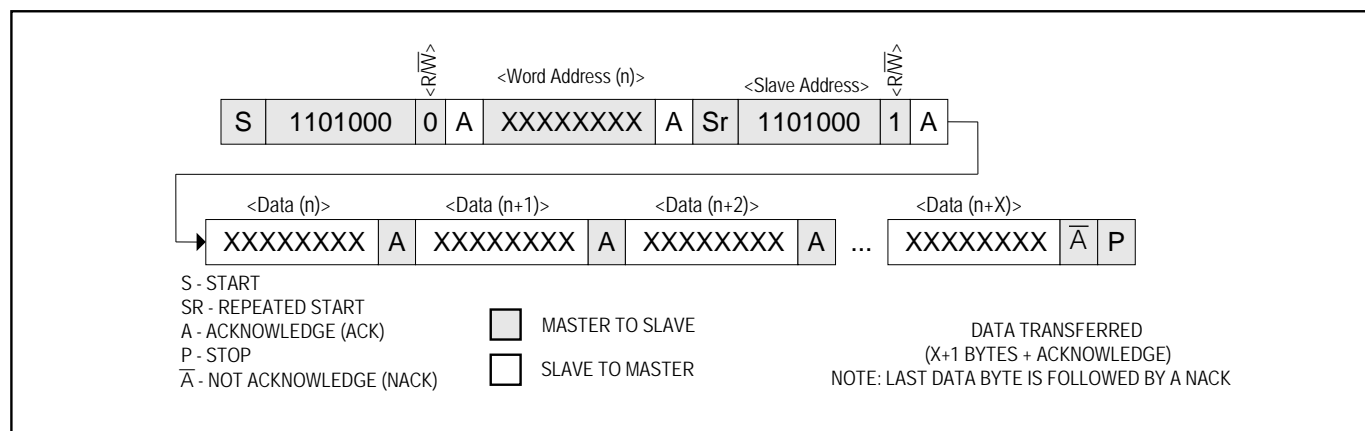 <R/W̅> <Word Address (n)> <Slave Address> <R/W̅>
S 1101000 0 A XXXXXXXX A Sr 1101000 1 A
<Data (n)> <Data (n+1)> <Data (n+2)> <Data (n+X)>
XXXXXXXX A XXXXXXXX A XXXXXXXX A ... XXXXXXXX A̅ P
S - START
SR - REPEATED START
A - ACKNOWLEDGE (ACK)
P - STOP
A̅ - NOT ACKNOWLEDGE (NACK)
MASTER TO SLAVE
SLAVE TO MASTER
DATA TRANSFERRED
(X+1 BYTES + ACKNOWLEDGE)
NOTE: LAST DATA BYTE IS FOLLOWED BY A NACK